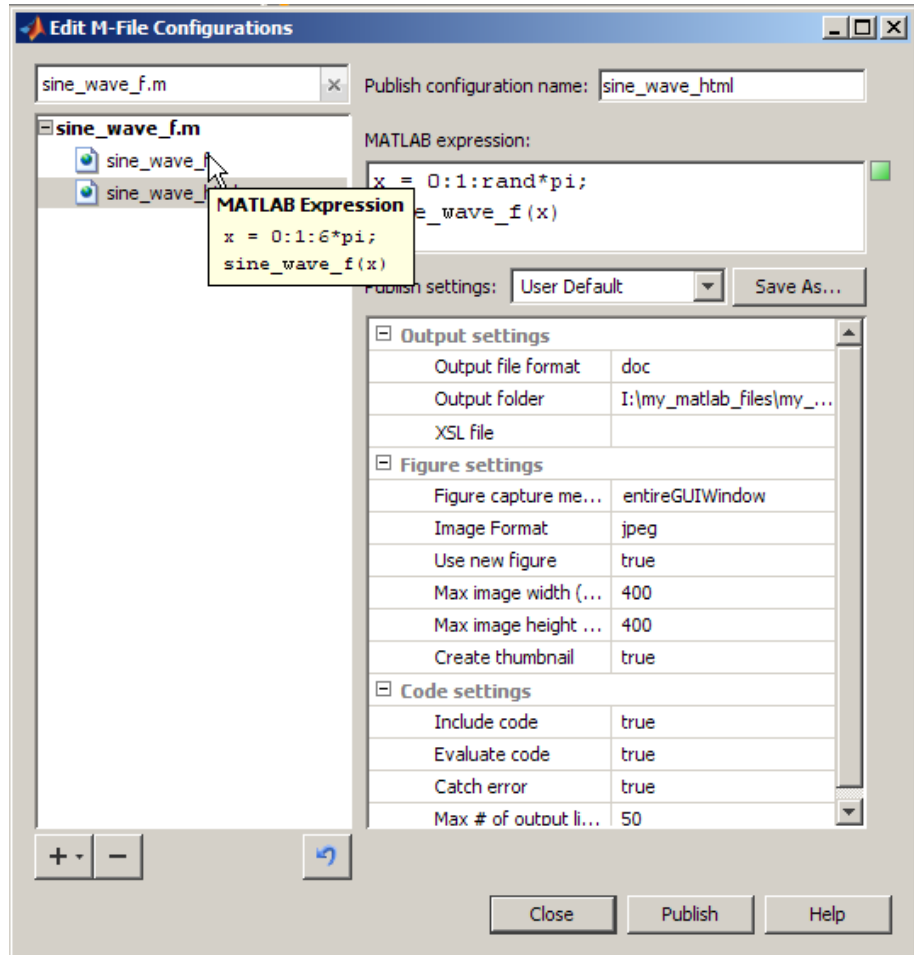 Edit M-File Configurations
sine_wave_f.m
Publish configuration name: sine_wave_html
sine_wave_f.m
sine_wave_f
sine_wave_h
MATLAB expression:
x = 0:1:rand*pi;
e_wave_f(x)
MATLAB Expression
x = 0:1:6*pi;
sine_wave_f(x)
Publish settings: User Default Save As...
Output settings
Output file format doc
Output folder I:\my_matlab_files\my_...
XSL file
Figure settings
Figure capture me... entireGUIWindow
Image Format jpeg
Use new figure true
Max image width (... 400
Max image height ... 400
Create thumbnail true
Code settings
Include code true
Evaluate code true
Catch error true
Max # of output li... 50
Close Publish Help